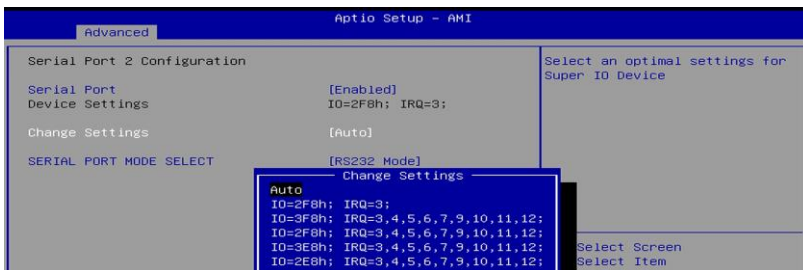 Aptio Setup – AMI
Advanced
Serial Port 2 Configuration
Select an optimal settings for
Super IO Device
Serial Port [Enabled]
Device Settings IO=2F8h; IRQ=3;
Change Settings [Auto]
SERIAL PORT MODE SELECT [RS232 Mode]
Change Settings
Auto
IO=2F8h; IRQ=3;
IO=3F8h; IRQ=3,4,5,6,7,9,10,11,12;
IO=2F8h; IRQ=3,4,5,6,7,9,10,11,12;
IO=3E8h; IRQ=3,4,5,6,7,9,10,11,12;
IO=2E8h; IRQ=3,4,5,6,7,9,10,11,12;
Select Screen
Select Item